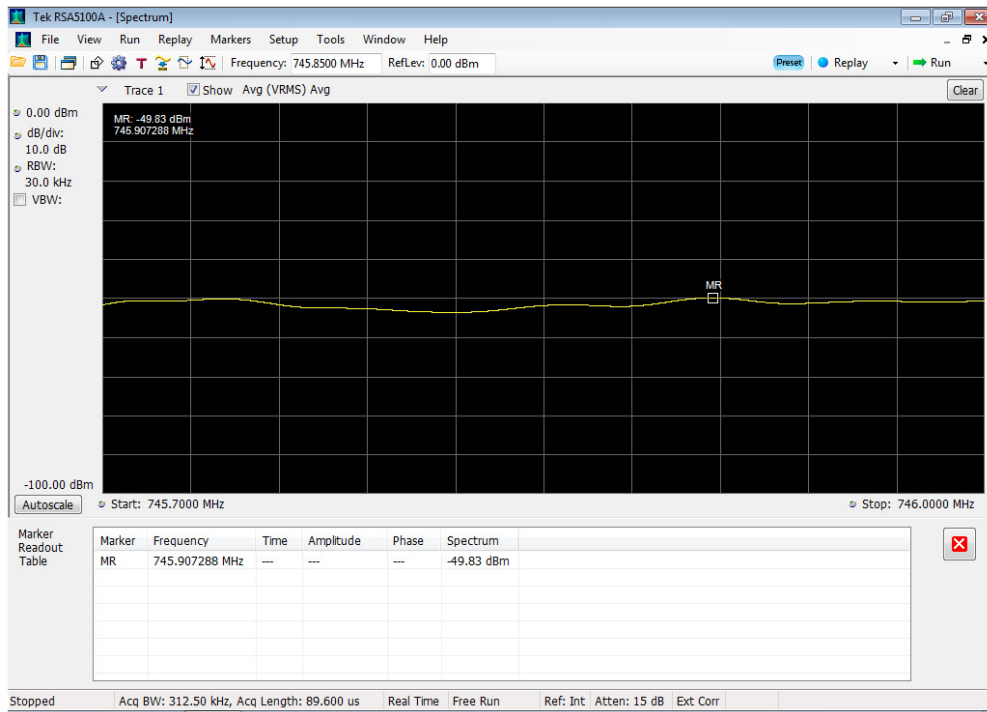 Tek RSA5100A - [Spectrum]
File View Run Replay Markers Setup Tools Window Help
T Frequency: 745.8500 MHz RefLev: 0.00 dBm Preset Replay Run
Trace 1 Show Avg (VRMS) Avg Clear
0.00 dBm
dB/div:
10.0 dB
RBW:
30.0 kHz
VBW:
MR: -49.83 dBm
745.907288 MHz
MR
-100.00 dBm
Autoscale Start: 745.7000 MHz Stop: 746.0000 MHz
Marker
Readout
Table
Marker Frequency Time Amplitude Phase Spectrum
MR 745.907288 MHz --- --- --- -49.83 dBm
Stopped Acq BW: 312.50 kHz, Acq Length: 89.600 us Real Time Free Run Ref: Int Atten: 15 dB Ext Corr